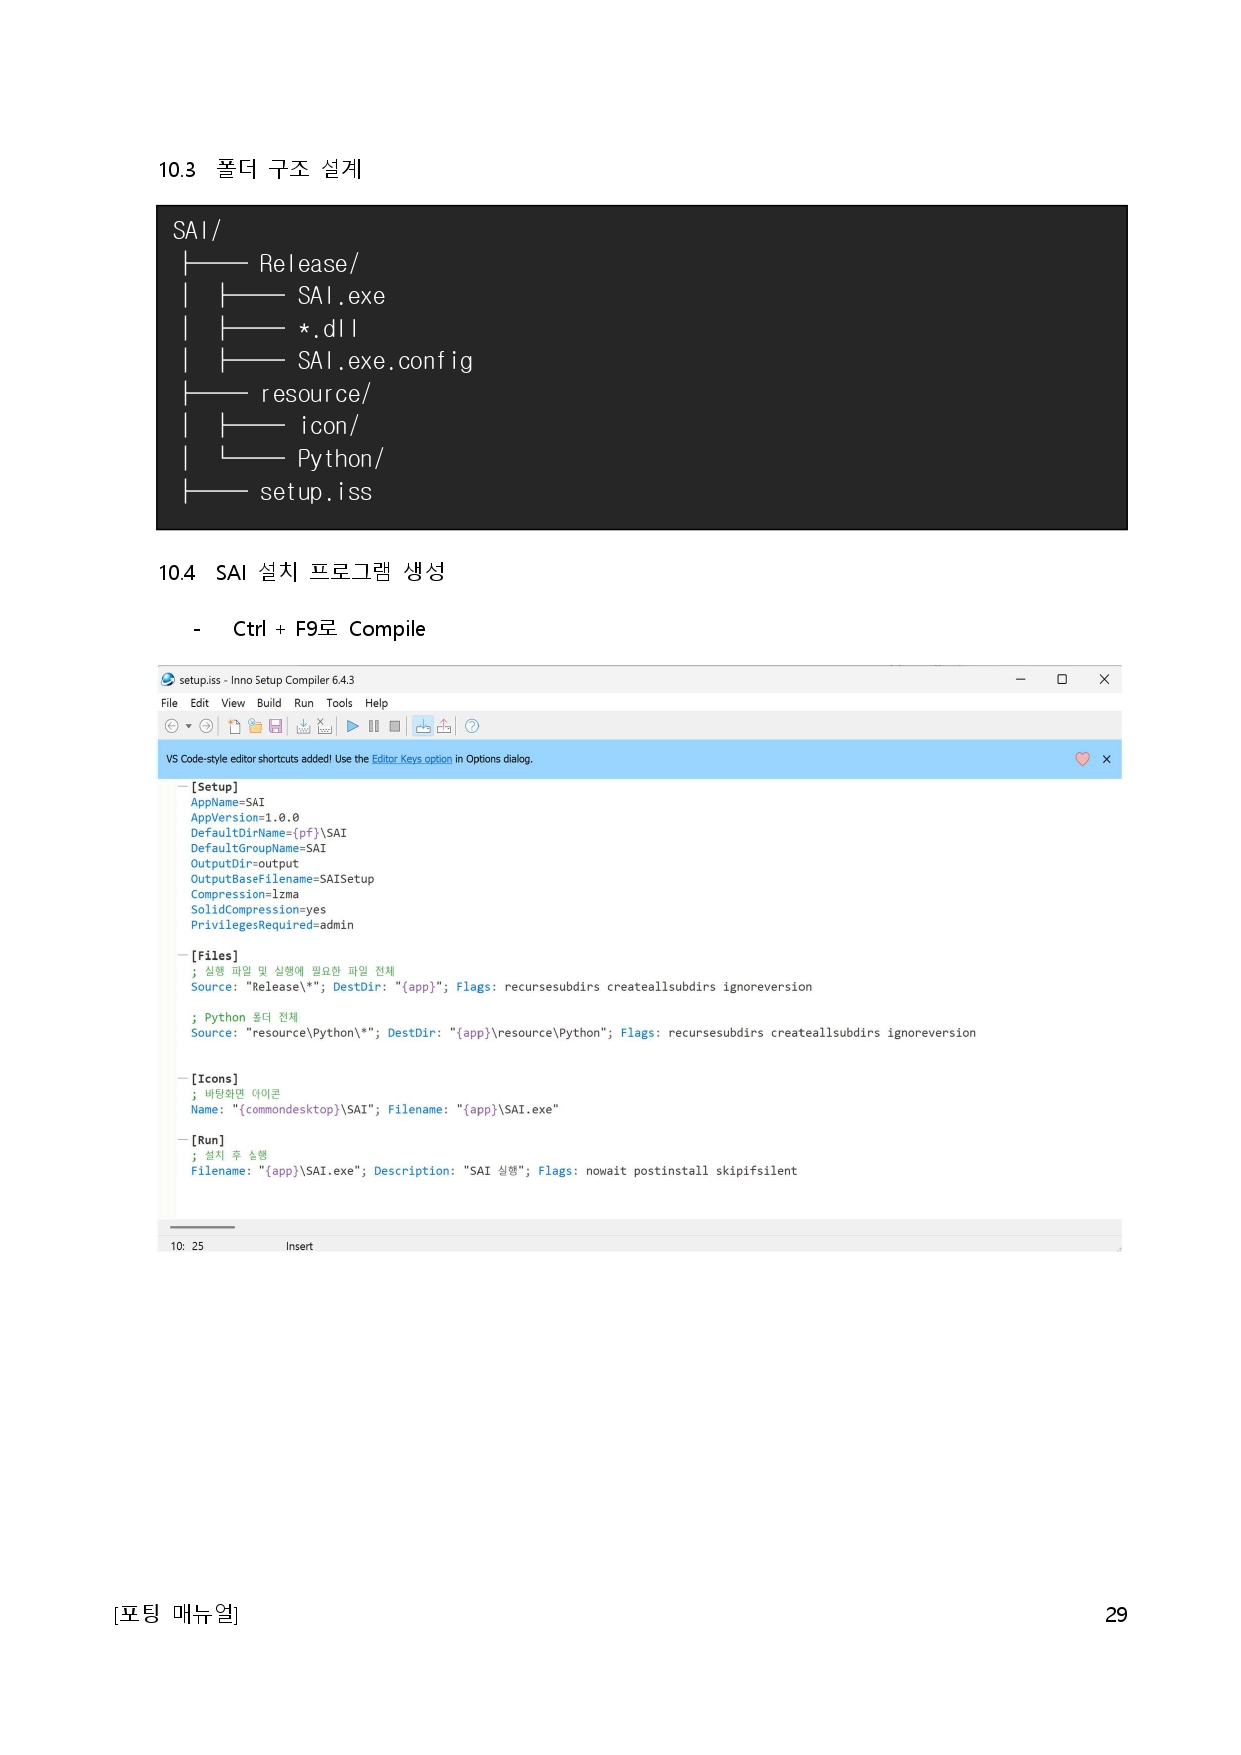 10.3 폴더 구조 설계
SAI/
├── Release/
│ ├── SAI.exe
│ ├── *.dll
│ ├── SAI.exe.config
├── resource/
│ ├── icon/
│ └── Python/
├── setup.iss
10.4 SAI 설치 프로그램 생성
- Ctrl + F9로 Compile
setup.iss - Inno Setup Compiler 6.4.3
File Edit View Build Run Tools Help
VS Code-style editor shortcuts added! Use the Editor Keys option in Options dialog.
[Setup]
AppName=SAI
AppVersion=1.0.0
DefaultDirName={pf}\SAI
DefaultGroupName=SAI
OutputDir=output
OutputBaseFilename=SAISetup
Compression=lzma
SolidCompression=yes
PrivilegesRequired=admin
[Files]
; 실행 파일 및 실행에 필요한 파일 전체
Source: "Release\*"; DestDir: "{app}"; Flags: recursesubdirs createallsubdirs ignoreversion
; Python 폴더 전체
Source: "resource\Python\*"; DestDir: "{app}\resource\Python"; Flags: recursesubdirs createallsubdirs ignoreversion
[Icons]
; 바탕화면 아이콘
Name: "{commondesktop}\SAI"; Filename: "{app}\SAI.exe"
[Run]
; 설치 후 실행
Filename: "{app}\SAI.exe"; Description: "SAI 실행"; Flags: nowait postinstall skipifsilent
10: 25 Insert
[포팅 매뉴얼] 29